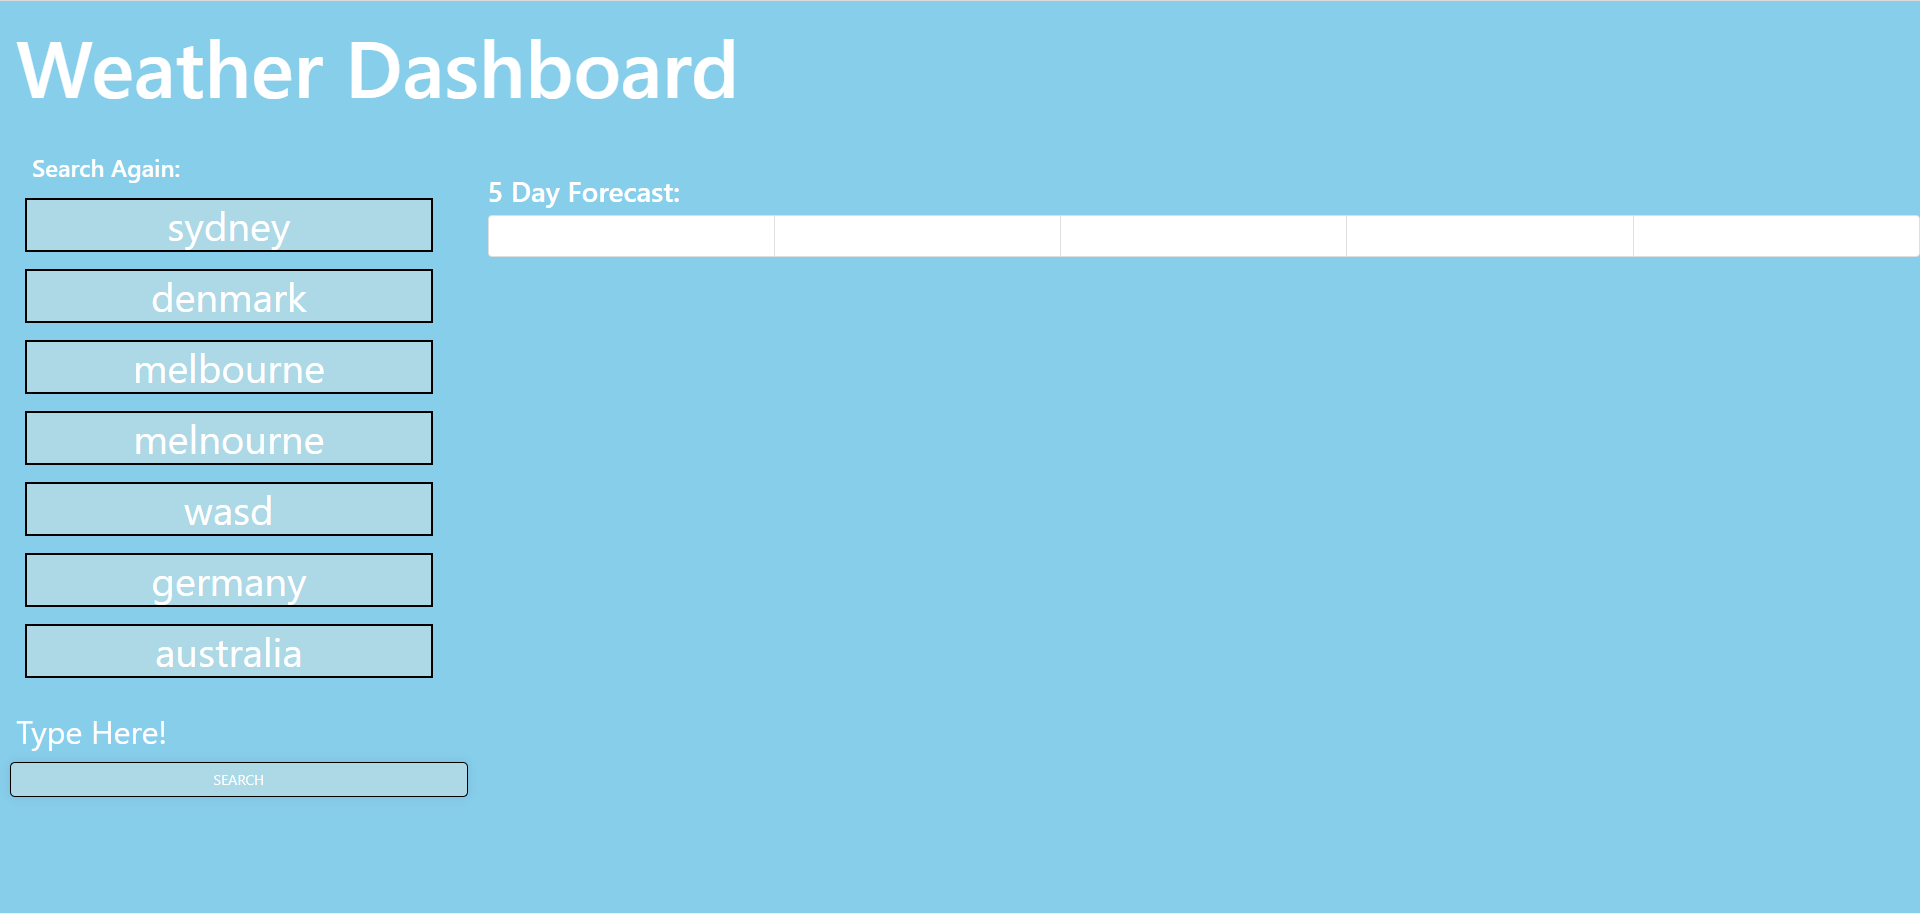 Weather Dashboard
Search Again:
sydney
denmark
melbourne
melnourne
wasd
germany
australia
Type Here!
SEARCH
5 Day Forecast: